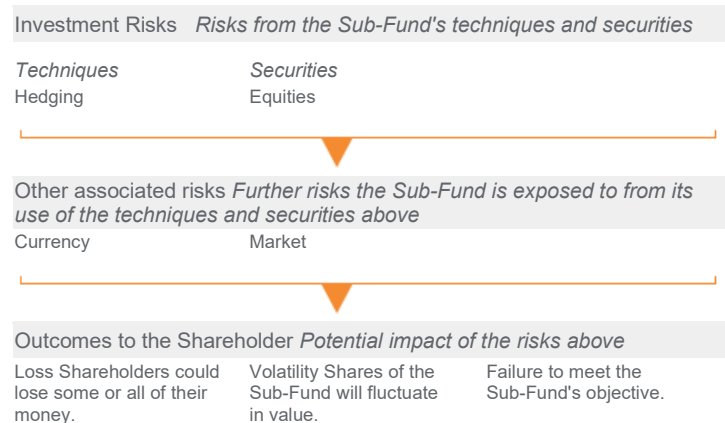 Investment Risks Risks from the Sub-Fund's techniques and securities
Techniques Securities
Hedging Equities
Other associated risks Further risks the Sub-Fund is exposed to from its
use of the techniques and securities above
Currency Market
Outcomes to the Shareholder Potential impact of the risks above
Loss Shareholders could
lose some or all of their
money.
Volatility Shares of the
Sub-Fund will fluctuate
in value.
Failure to meet the
Sub-Fund's objective.